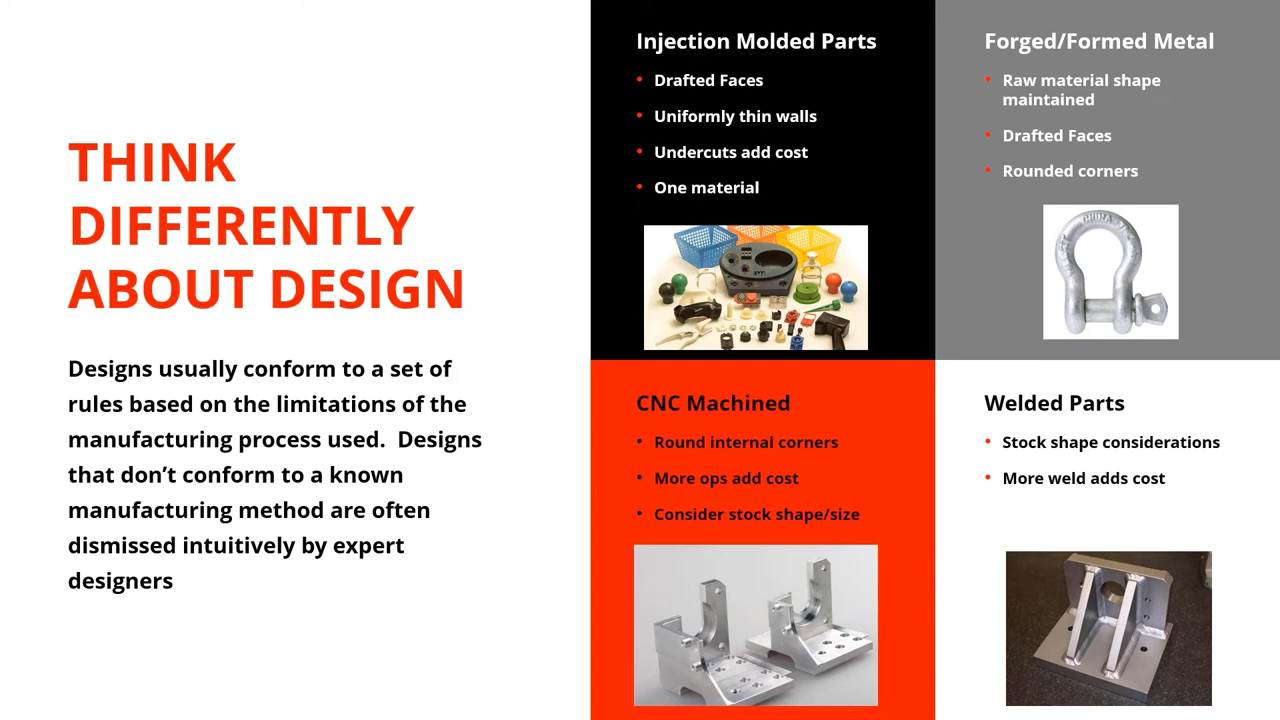 THINK
DIFFERENTLY
ABOUT DESIGN
Designs usually conform to a set of
rules based on the limitations of the
manufacturing process used.  Designs
that don’t conform to a known
manufacturing method are often
dismissed intuitively by expert
designers
Injection Molded Parts
• Drafted Faces
• Uniformly thin walls
• Undercuts add cost
• One material
Forged/Formed Metal
• Raw material shape
maintained
• Drafted Faces
• Rounded corners
CHINA
CNC Machined
• Round internal corners
• More ops add cost
• Consider stock shape/size
Welded Parts
• Stock shape considerations
• More weld adds cost